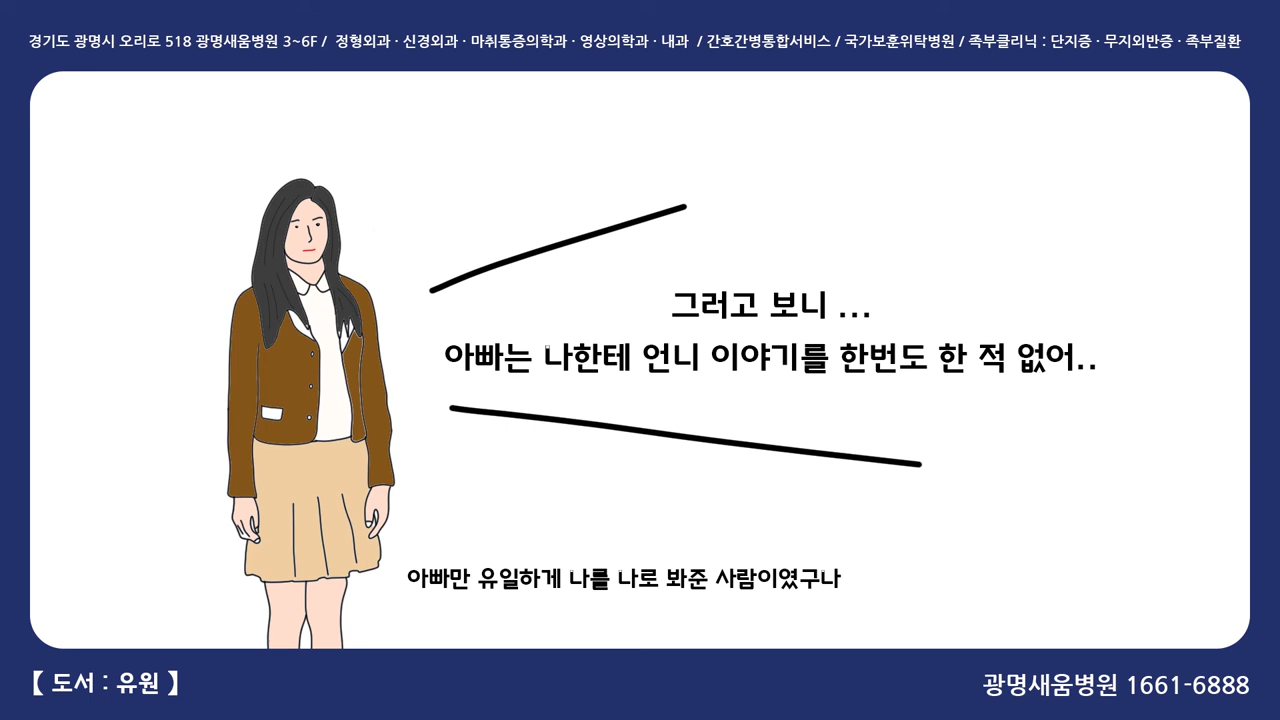 경기도 광명시 오리로 518 광명새움병원 3~6F / 정형외과 · 신경외과 · 마취통증의학과 · 영상의학과 · 내과 / 간호간병통합서비스 / 국가보훈위탁병원 / 족부클리닉 : 단지증 · 무지외반증 · 족부질환
그러고 보니 ...
아빠는 나한테 언니 이야기를 한번도 한 적 없어..
아빠만 유일하게 나를 나로 봐준 사람이였구나
【 도서 : 유원 】
광명새움병원 1661-6888